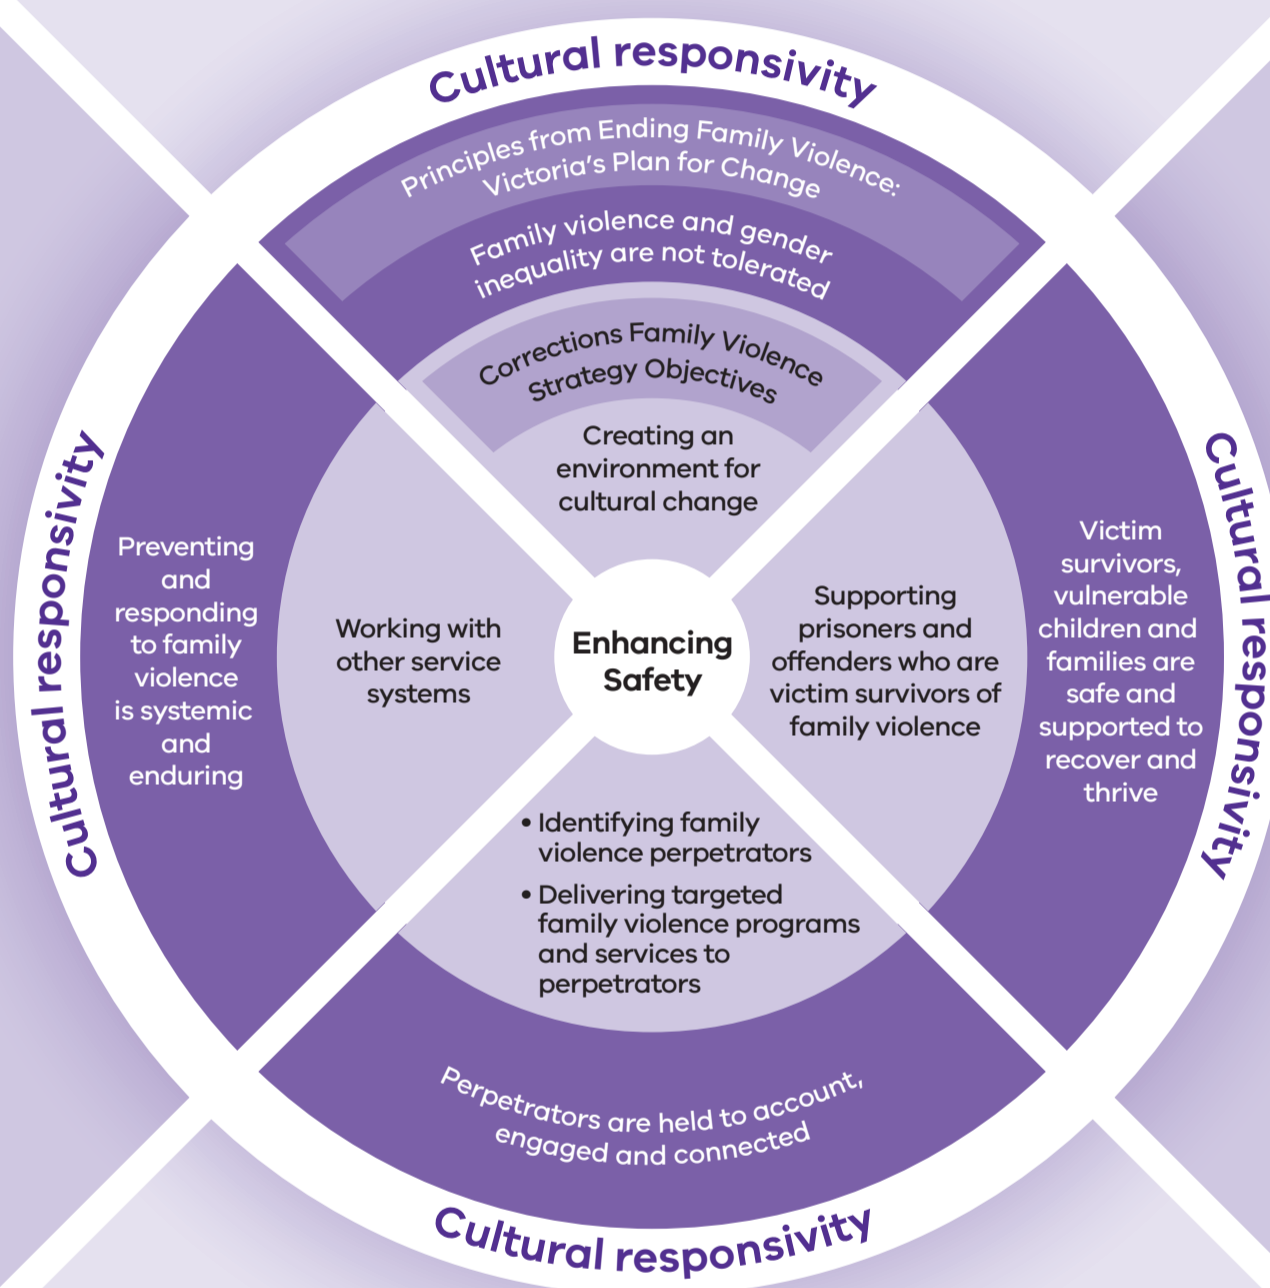 Cultural responsivity
Principles from Ending Family Violence:
Victoria's Plan for Change
Family violence and gender
inequality are not tolerated
Corrections Family Violence
Strategy Objectives
Creating an
environment for
cultural change
Cultural responsivity
Preventing
and
responding
to family
violence
is systemic
and
enduring
Working with
other service
systems
Enhancing
Safety
Supporting
prisoners and
offenders who are
victim survivors of
family violence
Victim
survivors,
vulnerable
children and
families are
safe and
supported to
recover and
thrive
Cultural responsivity
• Identifying family
violence perpetrators
• Delivering targeted
family violence programs
and services to
perpetrators
Perpetrators are held to account,
engaged and connected
Cultural responsivity